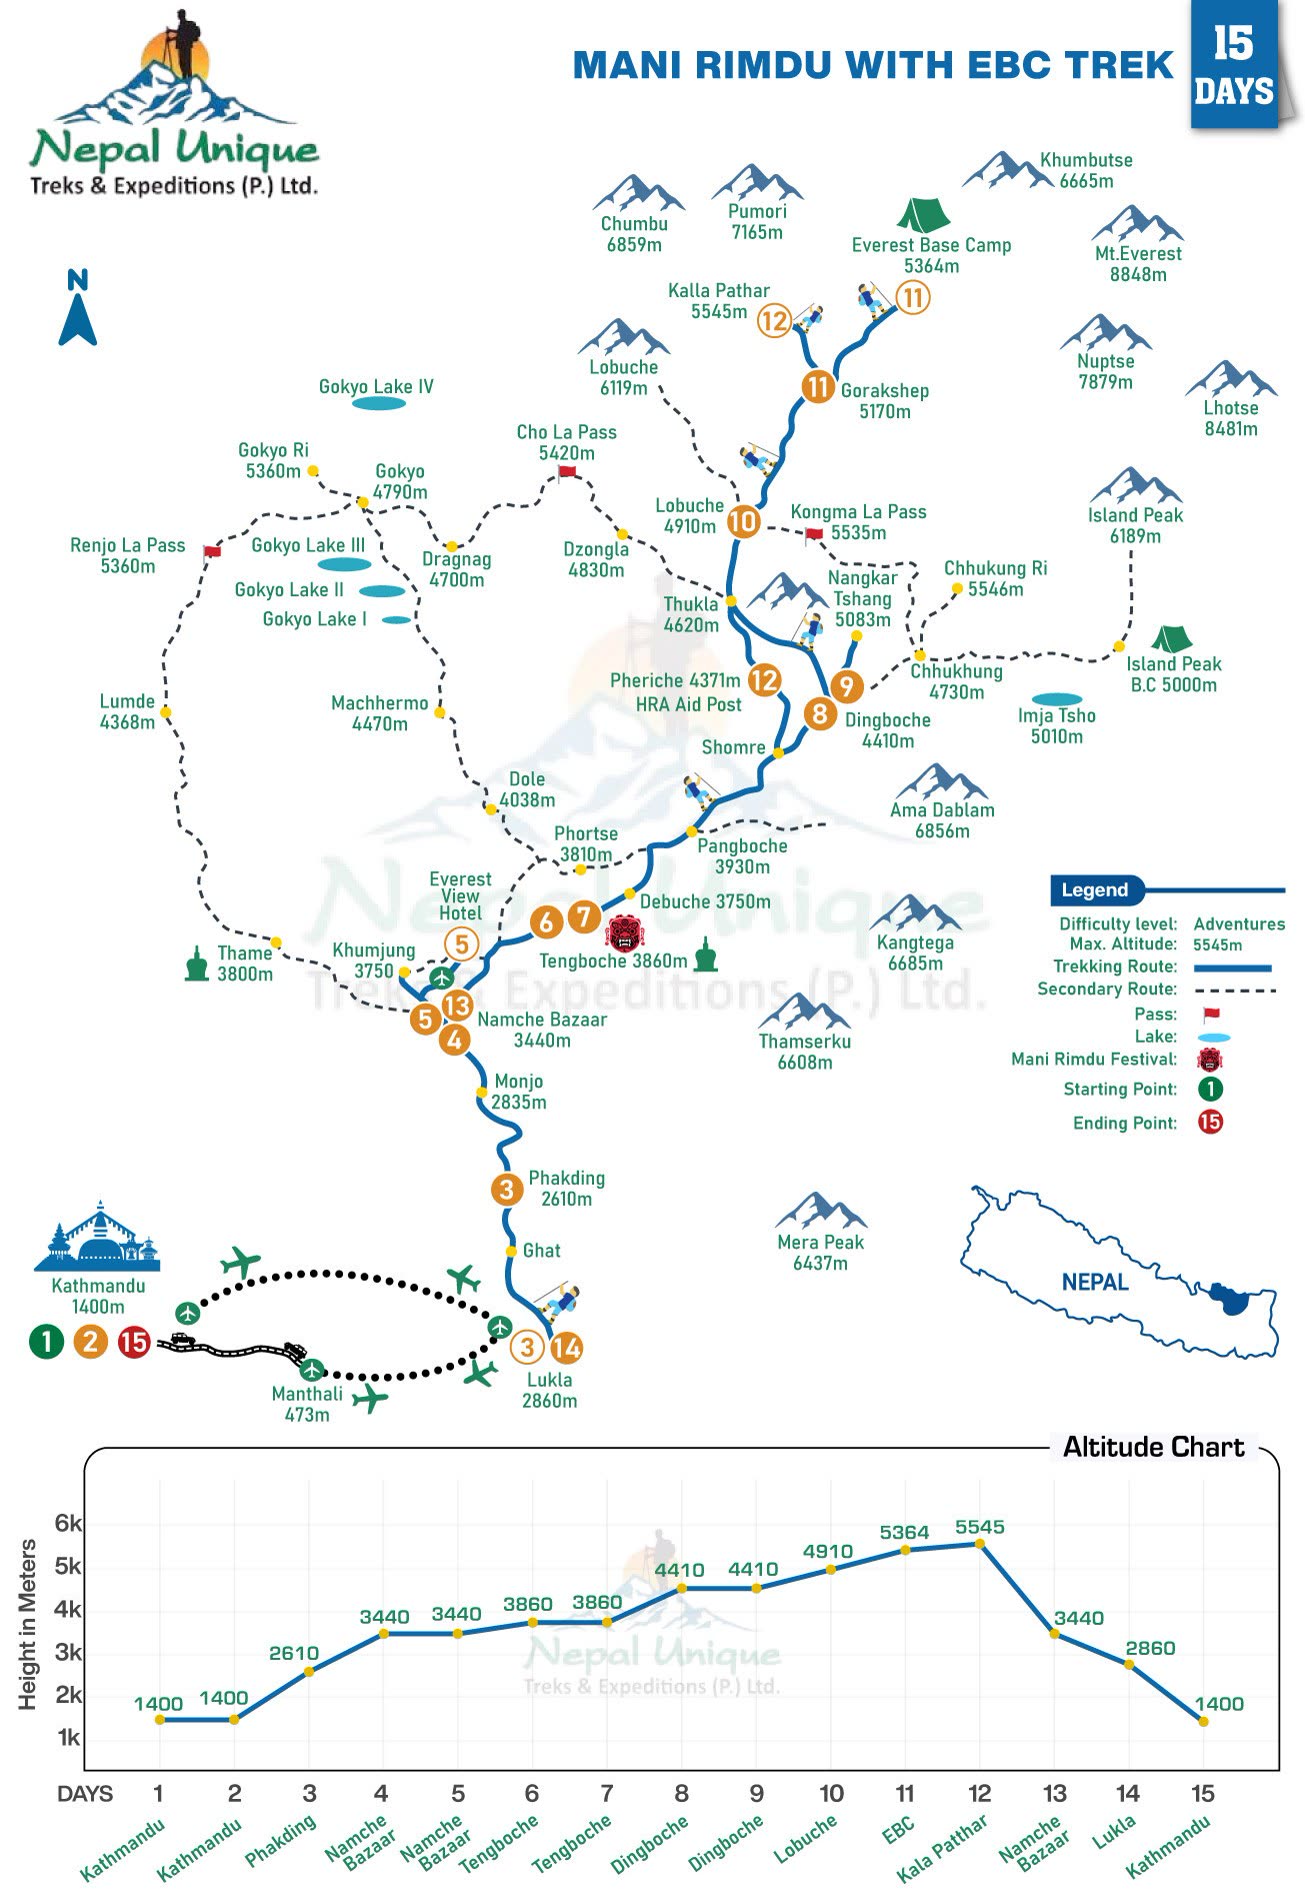 Nepal Unique
Treks & Expeditions (P.) Ltd.
MANI RIMDU WITH EBC TREK
15
DAYS
Khumbutse
6665m
Chumbu
6859m
Pumori
7165m
Everest Base Camp
5364m
Mt.Everest
8848m
N
Kalla Pathar
5545m
12
11
Lobuche
6119m
Nuptse
7879m
Lhotse
8481m
11
Gorakshep
5170m
Gokyo Lake IV
Gokyo Ri
5360m
Gokyo
4790m
Cho La Pass
5420m
Lobuche
4910m
10
Kongma La Pass
5535m
Island Peak
6189m
Renjo La Pass
5360m
Gokyo Lake III
Gokyo Lake II
Gokyo Lake I
Dragnag
4700m
Dzongla
4830m
Thukla
4620m
Nangkar
Tshang
5083m
Chhukung Ri
5546m
Pheriche 4371m
HRA Aid Post
12
9
8
Dingboche
4410m
Chhukhung
4730m
Island Peak
B.C 5000m
Imja Tsho
5010m
Lumde
4368m
Machhermo
4470m
Shomre
Dole
4038m
Ama Dablam
6856m
Phortse
3810m
Pangboche
3930m
Everest
View
Hotel
5
6
7
Debuche 3750m
Tengboche 3860m
Kangtega
6685m
Thame
3800m
Khumjung
3750
5
13
4
Namche Bazaar
3440m
Thamserku
6608m
Nepal Unique
Treks & Expeditions (P.) Ltd.
Legend
Difficulty level: Adventures
Max. Altitude: 5545m
Trekking Route:
Secondary Route:
Pass:
Lake:
Mani Rimdu Festival:
Starting Point: 1
Ending Point: 15
Monjo
2835m
3
Phakding
2610m
Ghat
Mera Peak
6437m
NEPAL
Kathmandu
1400m
1 2 15
Manthali
473m
3 14
Lukla
2860m
Altitude Chart
Height in Meters
6k
5k
4k
3k
2k
1k
1400
1400
2610
3440
3440
3860
3860
4410
4410
4910
5364
5545
3440
2860
1400
Nepal Unique
Treks & Expeditions (P.) Ltd.
DAYS 1 2 3 4 5 6 7 8 9 10 11 12 13 14 15
Kathmandu
Kathmandu
Phakding
Namche
Bazaar
Namche
Bazaar
Tengboche
Tengboche
Dingboche
Dingboche
Lobuche
EBC
Kala Patthar
Namche
Bazaar
Lukla
Kathmandu